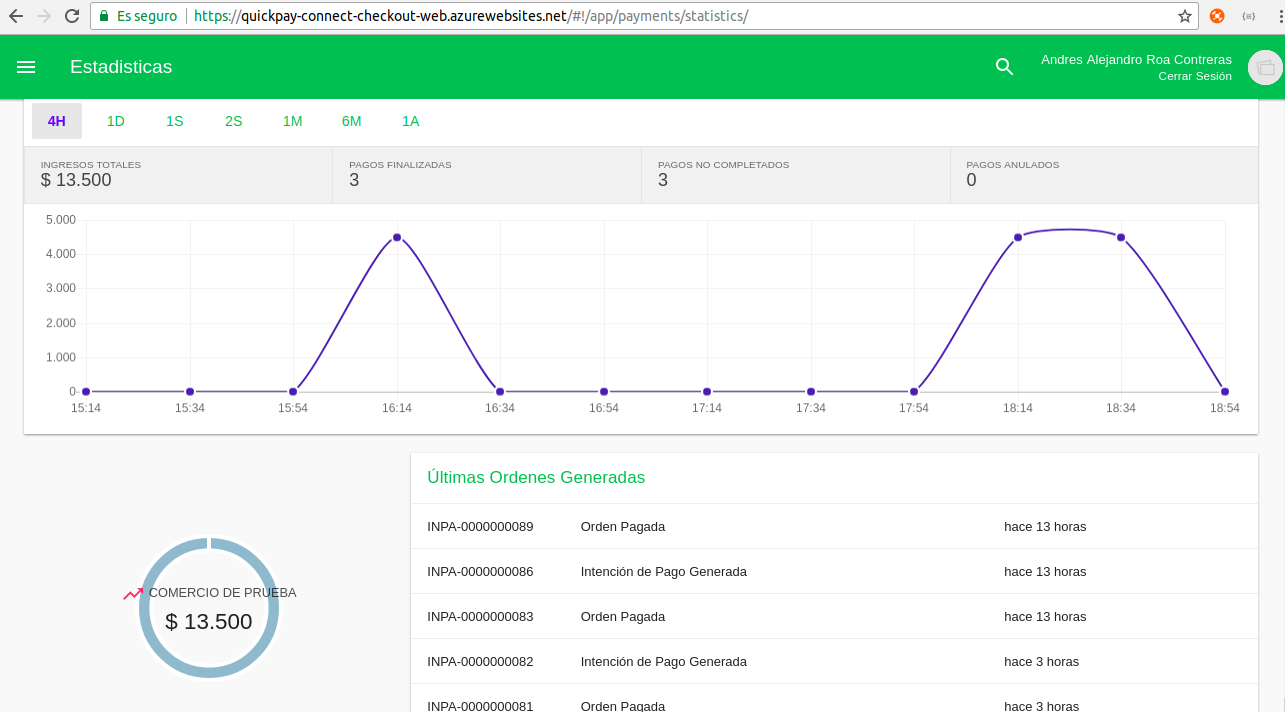 Es seguro https://quickpay-connect-checkout-web.azurewebsites.net/#!/app/payments/statistics/
Estadisticas
Andres Alejandro Roa Contreras
Cerrar Sesión
4H 1D 1S 2S 1M 6M 1A
INGRESOS TOTALES PAGOS FINALIZADAS PAGOS NO COMPLETADOS PAGOS ANULADOS
$ 13.500 3 3 0
5.000
4.000
3.000
2.000
1.000
0
15:14 15:34 15:54 16:14 16:34 16:54 17:14 17:34 17:54 18:14 18:34 18:54
COMERCIO DE PRUEBA
$ 13.500
Últimas Ordenes Generadas
INPA-0000000089 Orden Pagada hace 13 horas
INPA-0000000086 Intención de Pago Generada hace 13 horas
INPA-0000000083 Orden Pagada hace 13 horas
INPA-0000000082 Intención de Pago Generada hace 3 horas
INPA-0000000081 Orden Pagada hace 3 horas